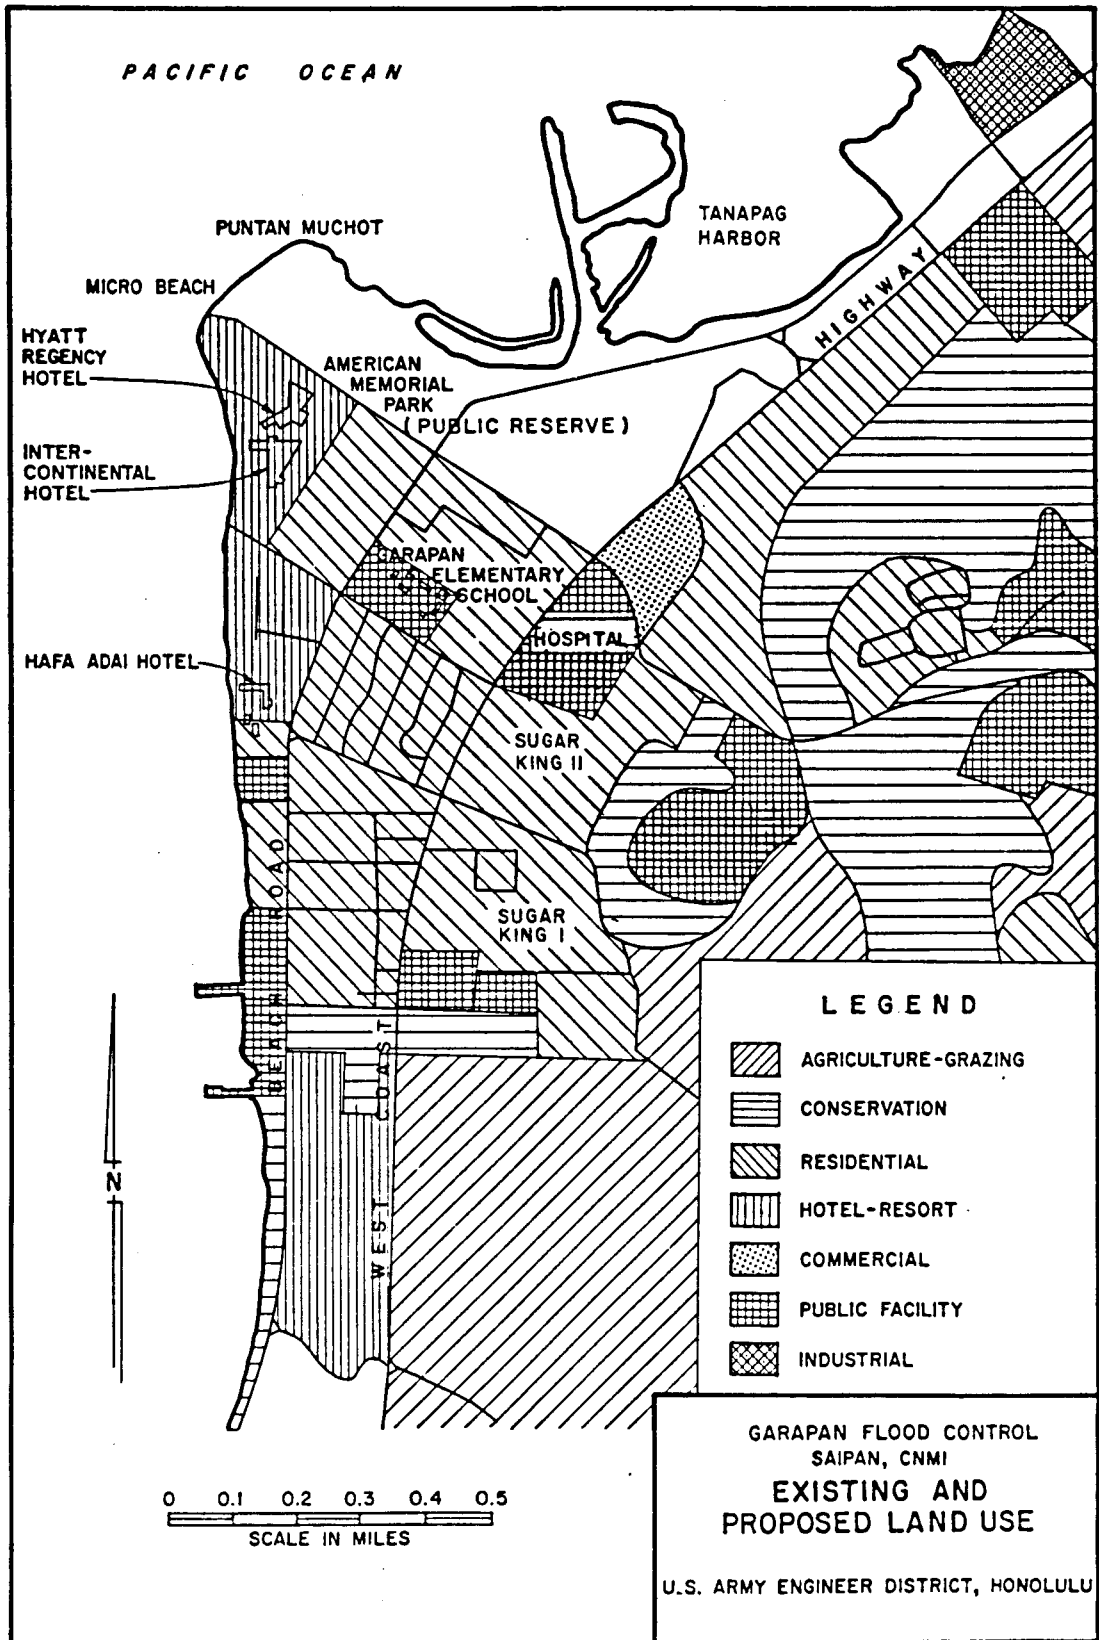 PACIFIC OCEAN
PUNTAN MUCHOT
TANAPAG
HARBOR
MICRO BEACH
HIGHWAY
HYATT
REGENCY
HOTEL
AMERICAN
MEMORIAL
PARK
(PUBLIC RESERVE)
INTER-
CONTINENTAL
HOTEL
GARAPAN
ELEMENTARY
SCHOOL
HOSPITAL
HAFA ADAI HOTEL
SUGAR
KING II
BEACH ROAD
SUGAR
KING I
WEST COAST
N
LEGEND
AGRICULTURE-GRAZING
CONSERVATION
RESIDENTIAL
HOTEL-RESORT
COMMERCIAL
PUBLIC FACILITY
INDUSTRIAL
0 0.1 0.2 0.3 0.4 0.5
SCALE IN MILES
GARAPAN FLOOD CONTROL
SAIPAN, CNMI
EXISTING AND
PROPOSED LAND USE
U.S. ARMY ENGINEER DISTRICT, HONOLULU